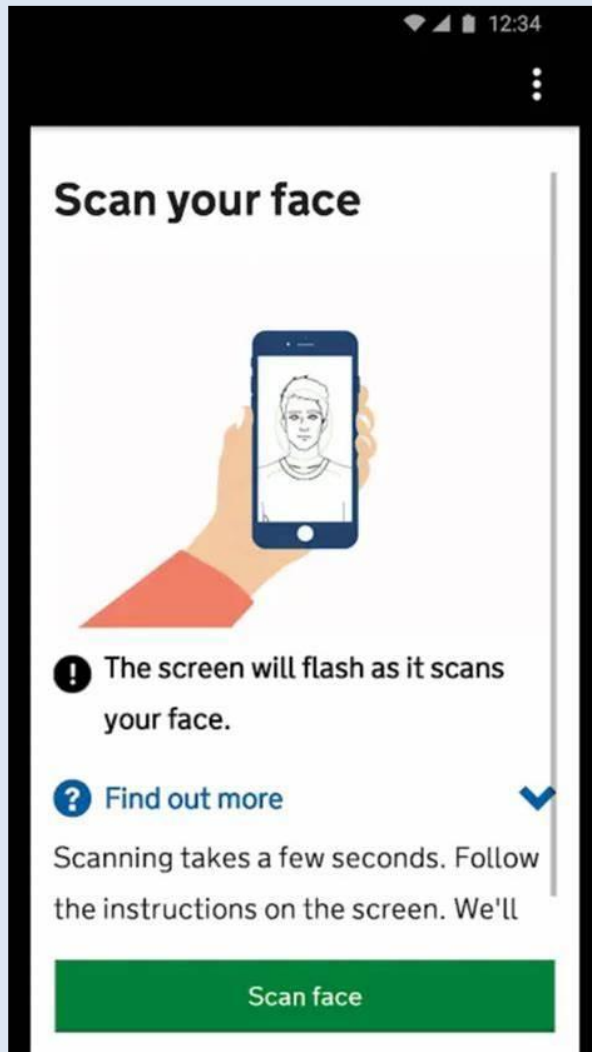 12:34
Scan your face
! The screen will flash as it scans
your face.
? Find out more
Scanning takes a few seconds. Follow
the instructions on the screen. We'll
Scan face